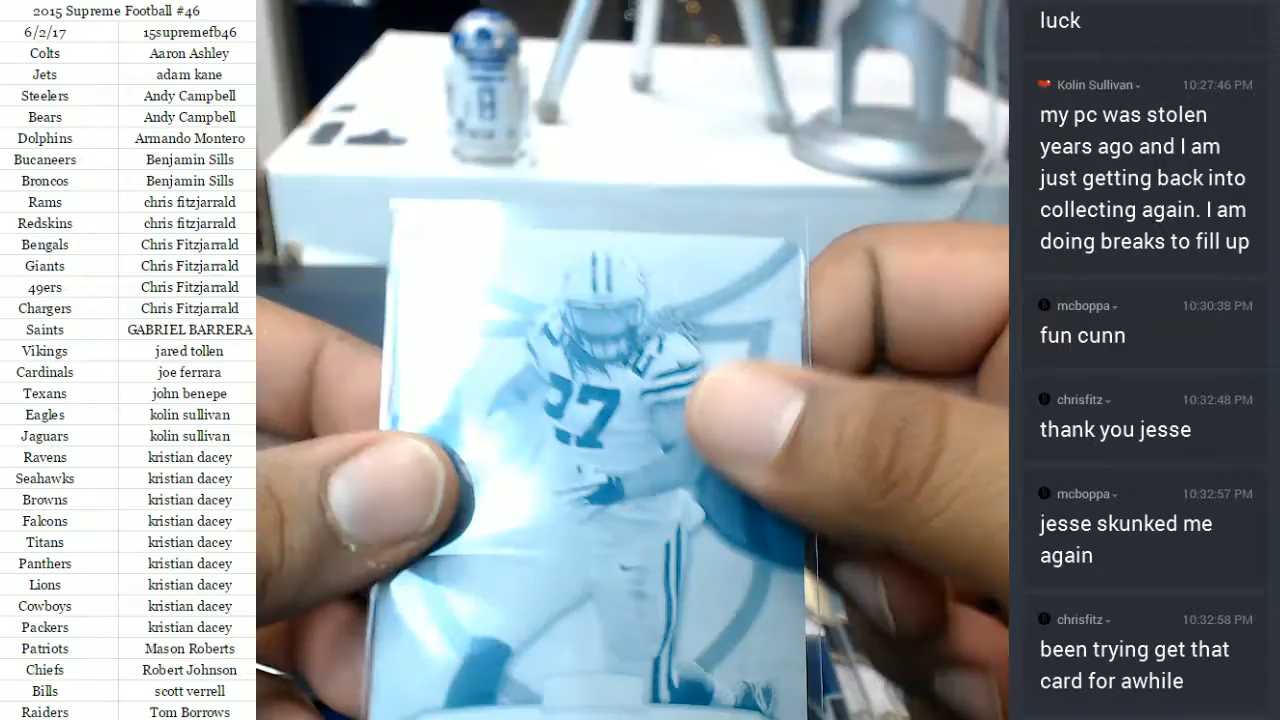 2015 Supreme Football #46
6/2/17 15supremefb46
Colts Aaron Ashley
Jets adam kane
Steelers Andy Campbell
Bears Andy Campbell
Dolphins Armando Montero
Bucaneers Benjamin Sills
Broncos Benjamin Sills
Rams chris fitzjarrald
Redskins chris fitzjarrald
Bengals Chris Fitzjarrald
Giants Chris Fitzjarrald
49ers Chris Fitzjarrald
Chargers Chris Fitzjarrald
Saints GABRIEL BARRERA
Vikings jared tollen
Cardinals joe ferrara
Texans john benepe
Eagles kolin sullivan
Jaguars kolin sullivan
Ravens kristian dacey
Seahawks kristian dacey
Browns kristian dacey
Falcons kristian dacey
Titans kristian dacey
Panthers kristian dacey
Lions kristian dacey
Cowboys kristian dacey
Packers kristian dacey
Patriots Mason Roberts
Chiefs Robert Johnson
Bills scott verrell
Raiders Tom Borrows
27
luck
Kolin Sullivan 10:27:46 PM
my pc was stolen
years ago and I am
just getting back into
collecting again. I am
doing breaks to fill up
mcboppa 10:30:38 PM
fun cunn
chrisfitz 10:32:48 PM
thank you jesse
mcboppa 10:32:57 PM
jesse skunked me
again
chrisfitz 10:32:58 PM
been trying get that
card for awhile